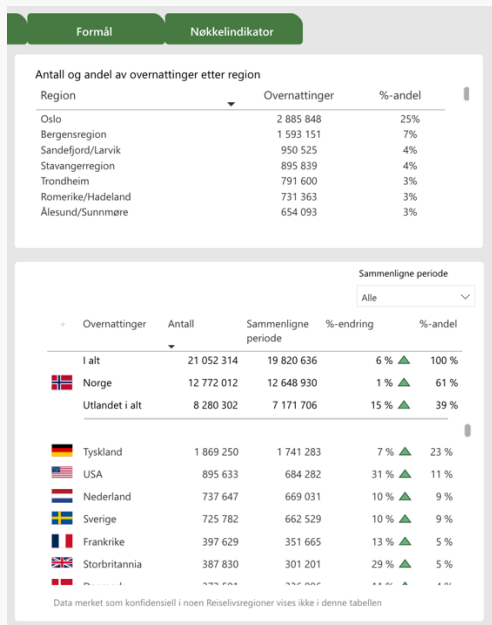 Formål Nøkkelindikator
Antall og andel av overnattinger etter region
Region Overnattinger %-andel
Oslo 2 885 848 25%
Bergensregion 1 593 151 7%
Sandefjord/Larvik 950 525 4%
Stavangerregion 895 839 4%
Trondheim 791 600 3%
Romerike/Hadeland 731 363 3%
Ålesund/Sunnmøre 654 093 3%
Sammenligne periode
Alle
+ Overnattinger Antall Sammenligne %-endring %-andel
periode
I alt 21 052 314 19 820 636 6 % 100 %
Norge 12 772 012 12 648 930 1 % 61 %
Utlandet i alt 8 280 302 7 171 706 15 % 39 %
Tyskland 1 869 250 1 741 283 7 % 23 %
USA 895 633 684 282 31 % 11 %
Nederland 737 647 669 031 10 % 9 %
Sverige 725 782 662 529 10 % 9 %
Frankrike 397 629 351 665 13 % 5 %
Storbritannia 387 830 301 201 29 % 5 %
Data merket som konfidensiell i noen Reiselivsregioner vises ikke i denne tabellen